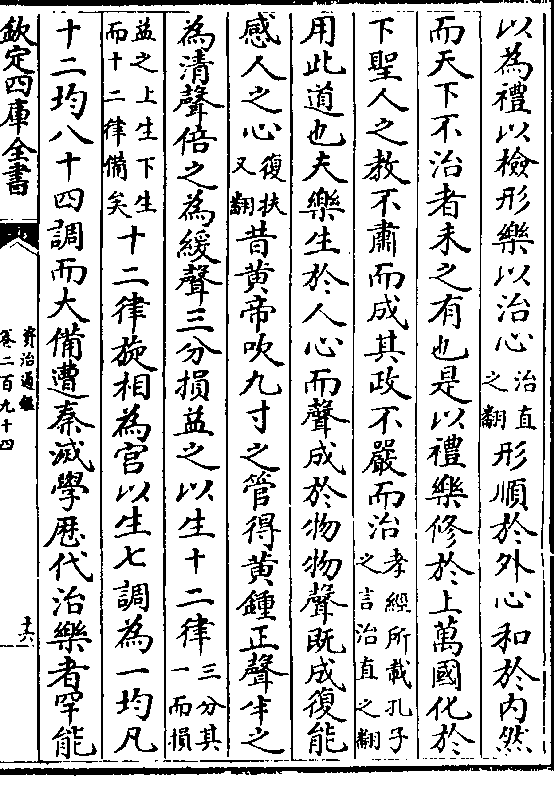 以為禮以檢形樂以治心治直之翻形順於外心和於内然
而天下不治者未之有也是以禮樂修於上萬國化於
下聖人之教不肅而成其政不嚴而治孝經所載孔子之言治直之翻
用此道也夫樂生於人心而聲成於物物聲既成復能
感人之心復扶又翻昔黄帝吹九寸之管得黄鍾正聲半之
為清聲倍之為緩聲三分損益之以生十二律三分其一而損
益之上生下生而十二律備矣十二律旋相為宫以生七調為一均凡
十二均八十四調而大備遭秦滅學歴代治樂者罕能
欽定四庫全書
資治通鑑
卷二百九十四
十六